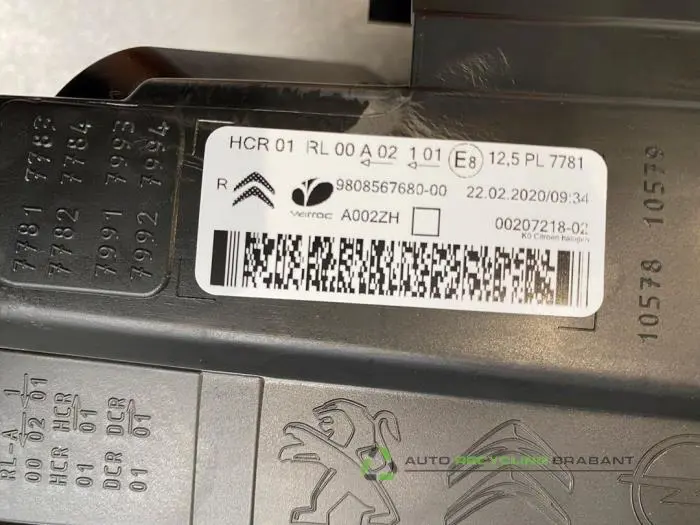 HCR 01 RL 00 A 02 1 01 E8 12,5 PL 7781
R 9808567680-00 22.02.2020/09:34
Varroc A002ZH 00207218-02
K0 Citroen halogen
7781 7783
7782 7784
7991 7993
7992 7994
10578 10579
RL-A 1
00 02 01
HCR HCR
01 01
DCR DCR
01 01
AUTO RECYCLING BRABANT